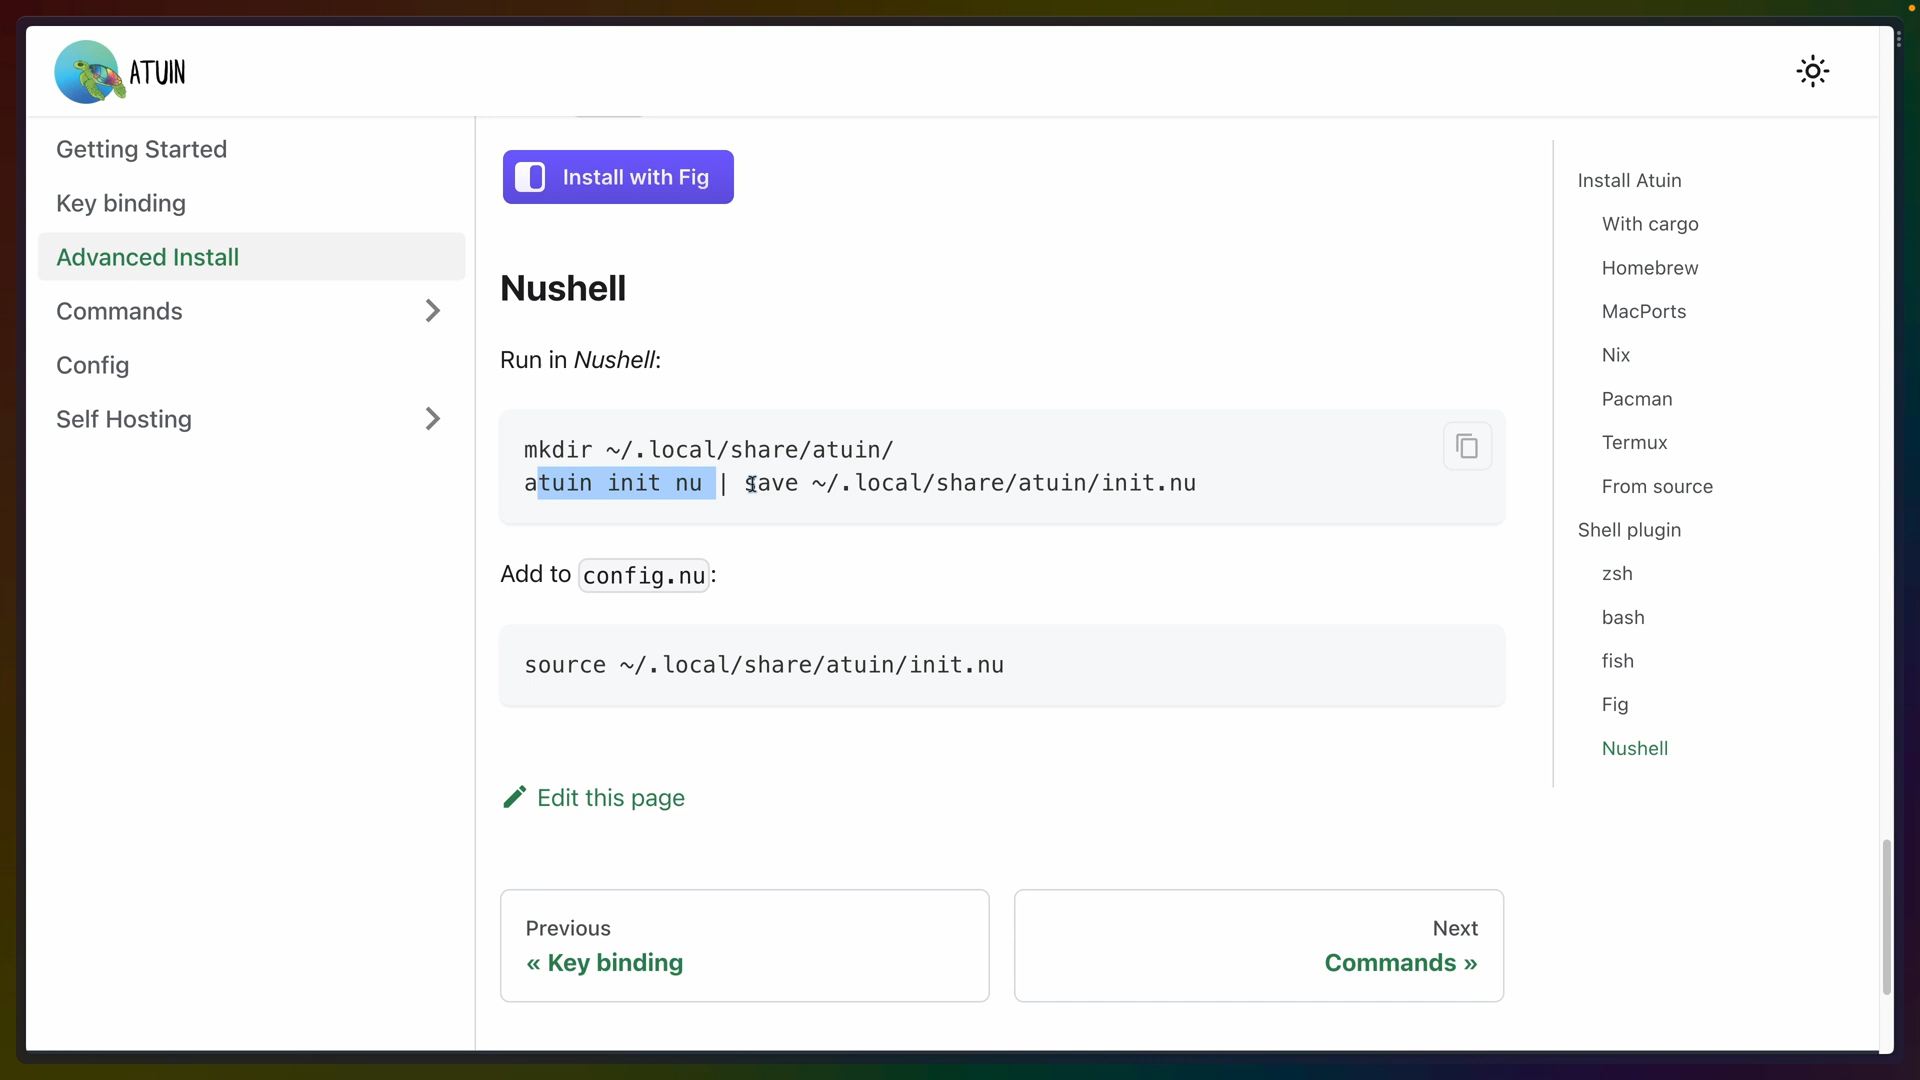 ATUIN
Getting Started
Key binding
Advanced Install
Commands
Config
Self Hosting
Install with Fig
Nushell
Run in Nushell:
mkdir ~/.local/share/atuin/
atuin init nu | save ~/.local/share/atuin/init.nu
Add to config.nu:
source ~/.local/share/atuin/init.nu
Edit this page
Previous
« Key binding
Next
Commands »
Install Atuin
With cargo
Homebrew
MacPorts
Nix
Pacman
Termux
From source
Shell plugin
zsh
bash
fish
Fig
Nushell